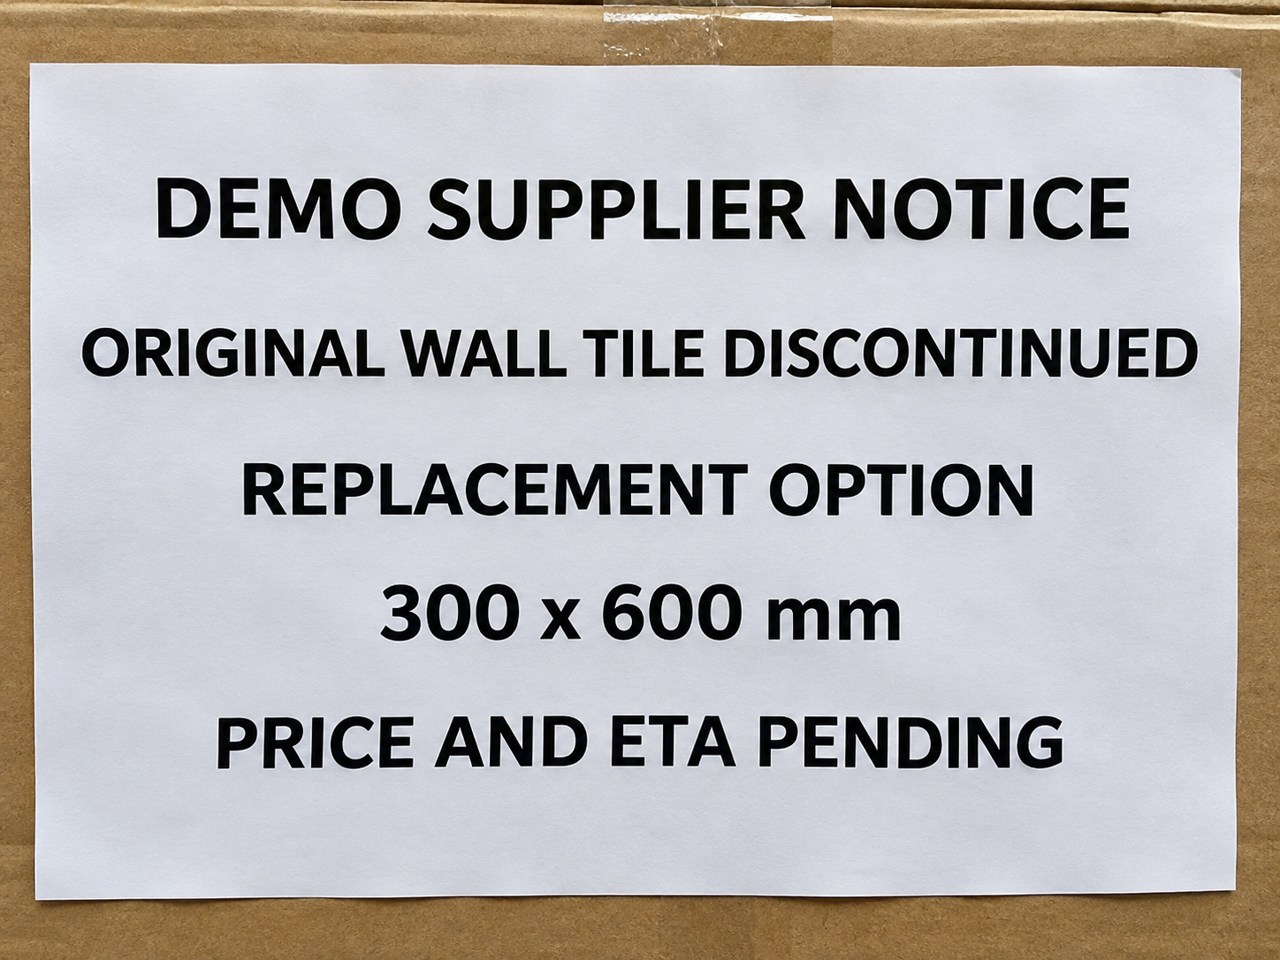 DEMO SUPPLIER NOTICE
ORIGINAL WALL TILE DISCONTINUED
REPLACEMENT OPTION
300 x 600 mm
PRICE AND ETA PENDING